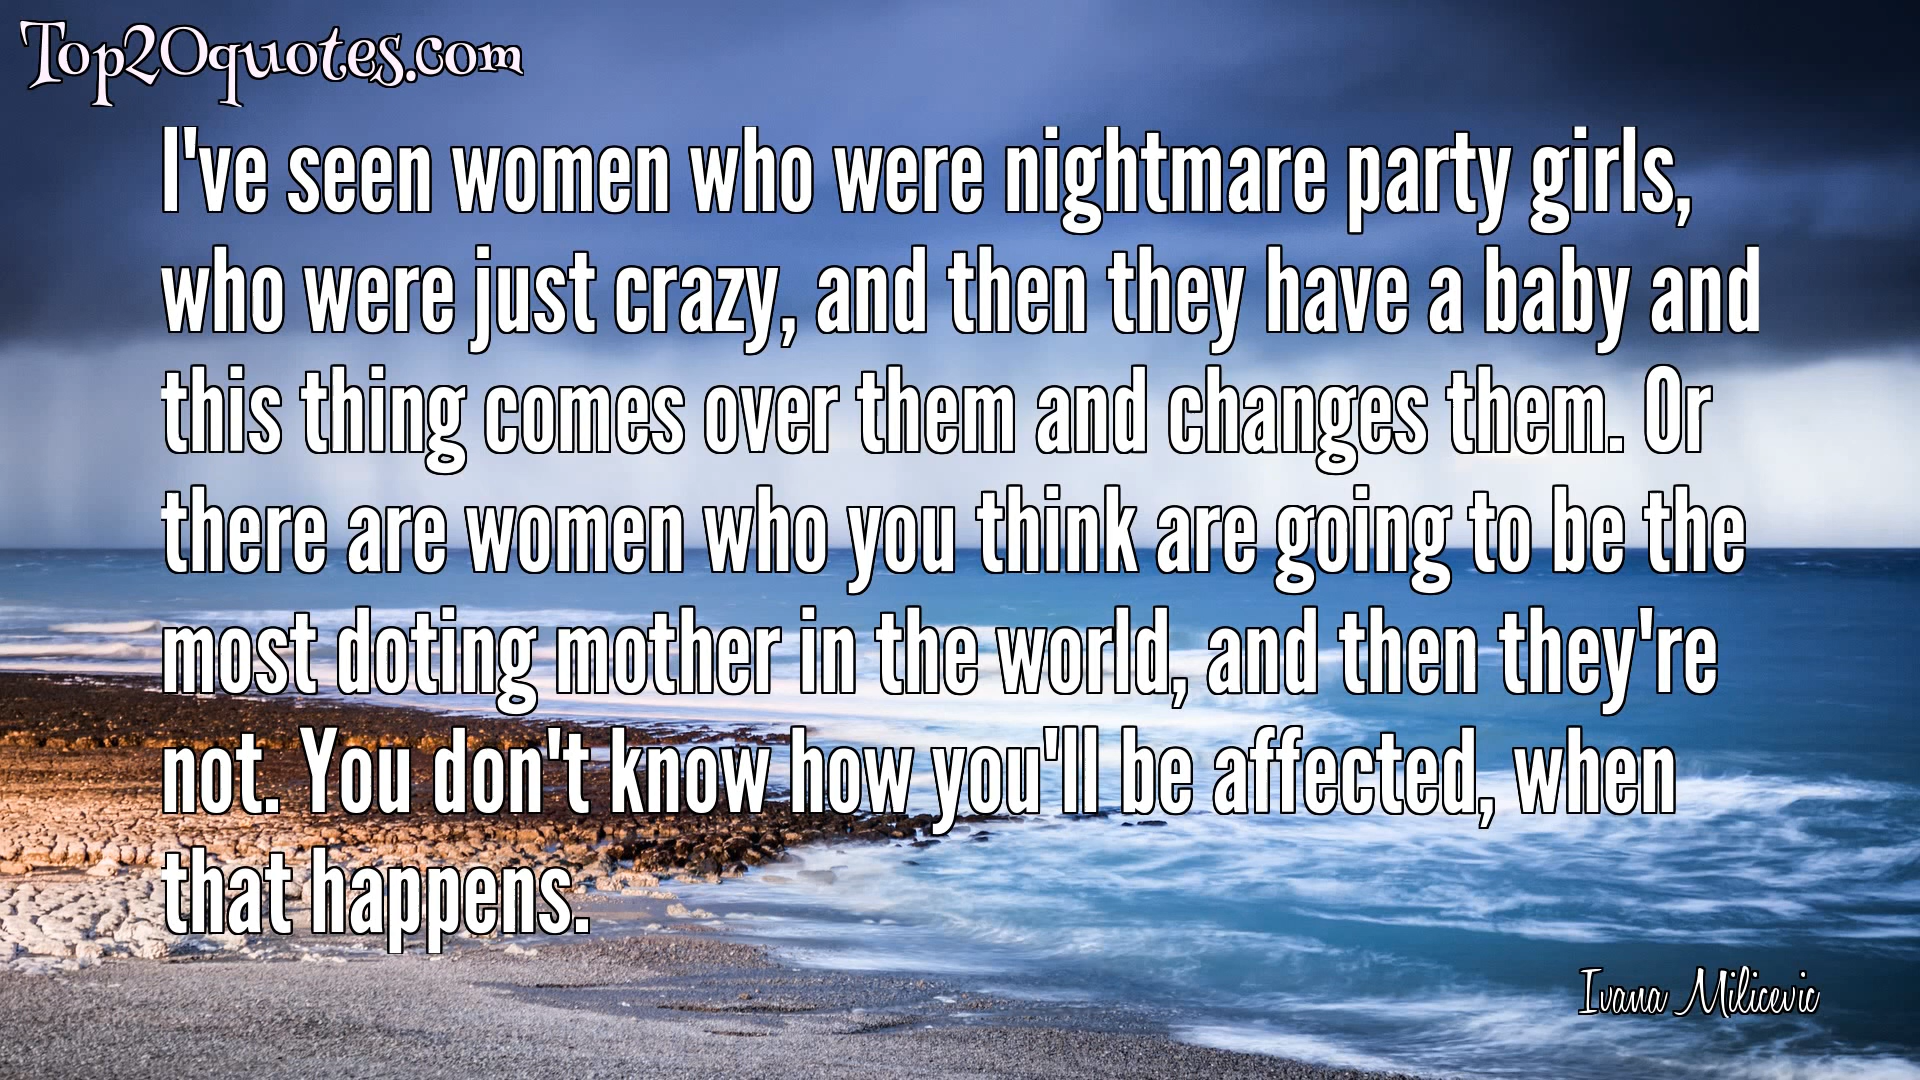 Top20quotes.com
I've seen women who were nightmare party girls,
who were just crazy, and then they have a baby and
this thing comes over them and changes them. Or
there are women who you think are going to be the
most doting mother in the world, and then they're
not. You don't know how you'll be affected, when
that happens.
Ivana Milicevic